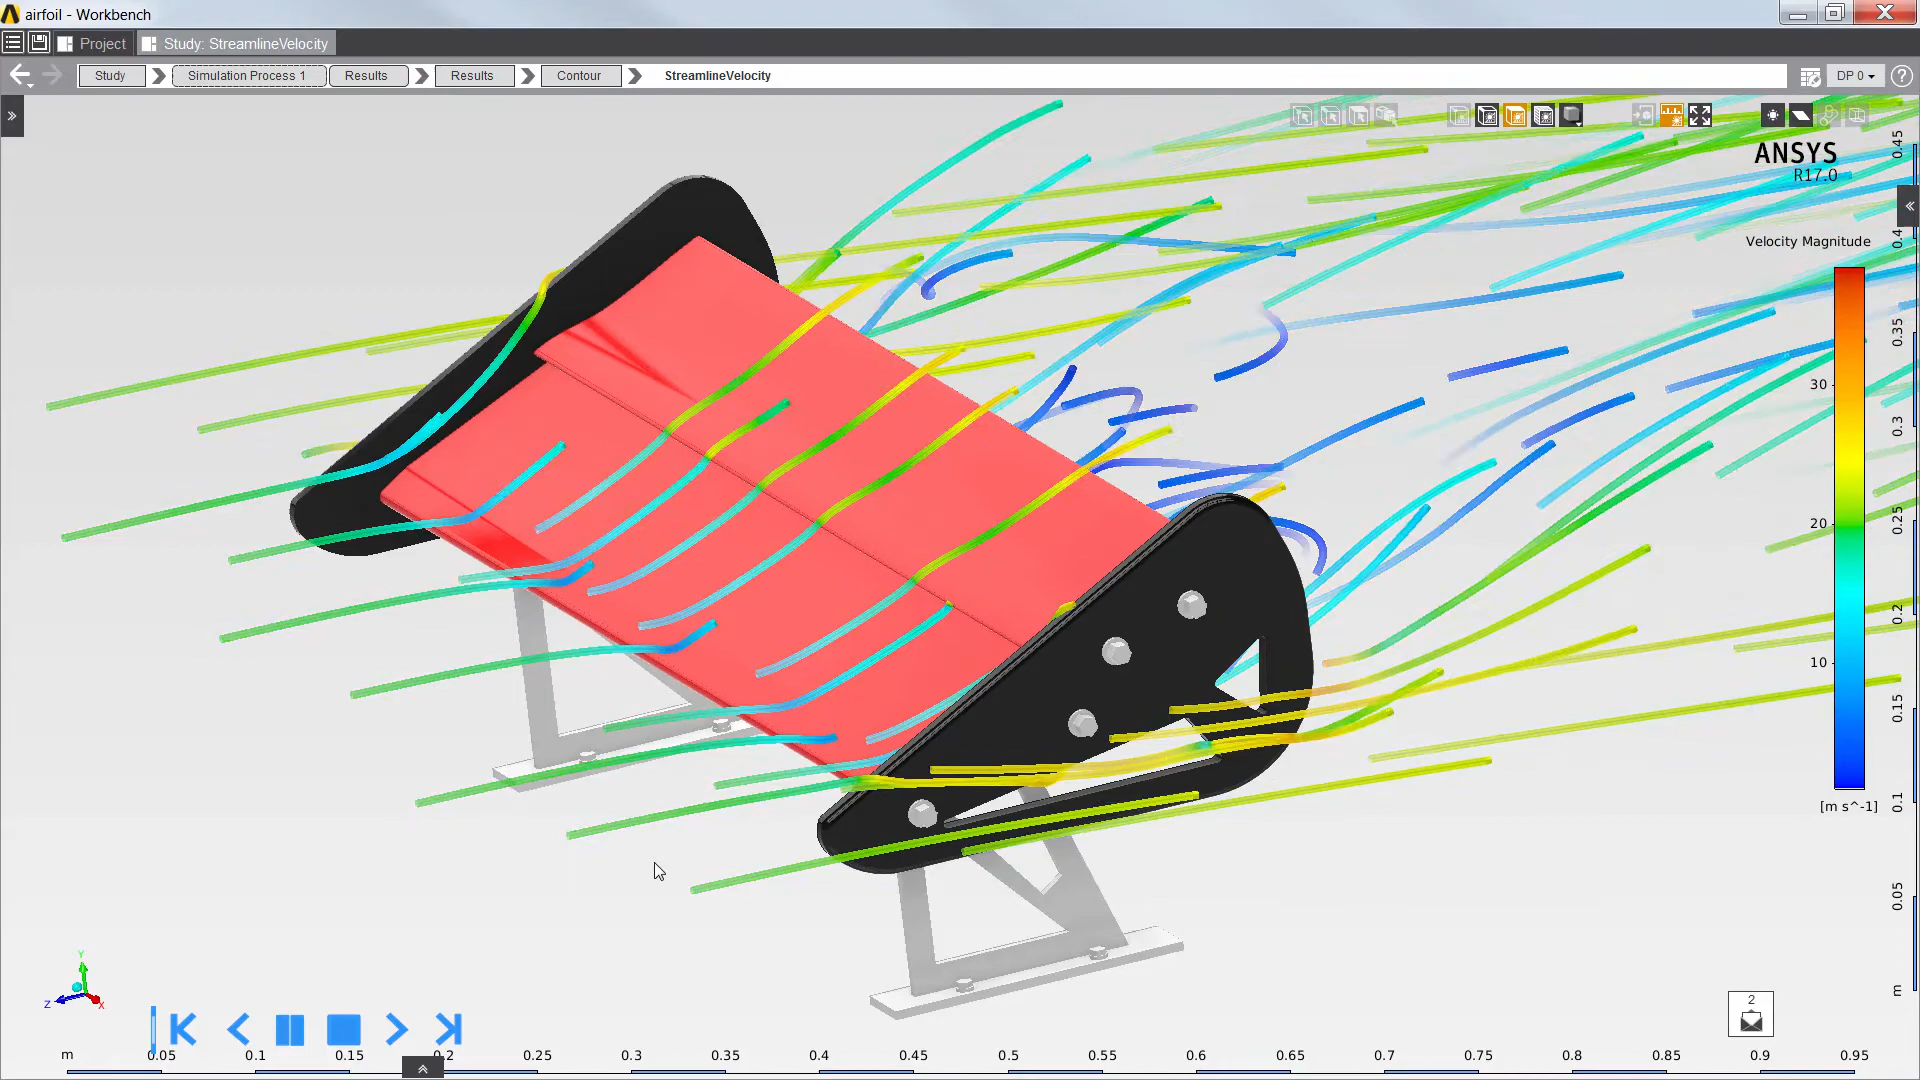 airfoil - Workbench
Project
Study: StreamlineVelocity
Study
Simulation Process 1
Results
Results
Contour
StreamlineVelocity
DP 0
?
ANSYS
R17.0
Velocity Magnitude
30
20
10
[m s^-1]
0.45
0.4
0.35
0.3
0.25
0.2
0.15
0.1
0.05
m
Y
Z
X
2
m
0.05
0.1
0.15
0.2
0.25
0.3
0.35
0.4
0.45
0.5
0.55
0.6
0.65
0.7
0.75
0.8
0.85
0.9
0.95